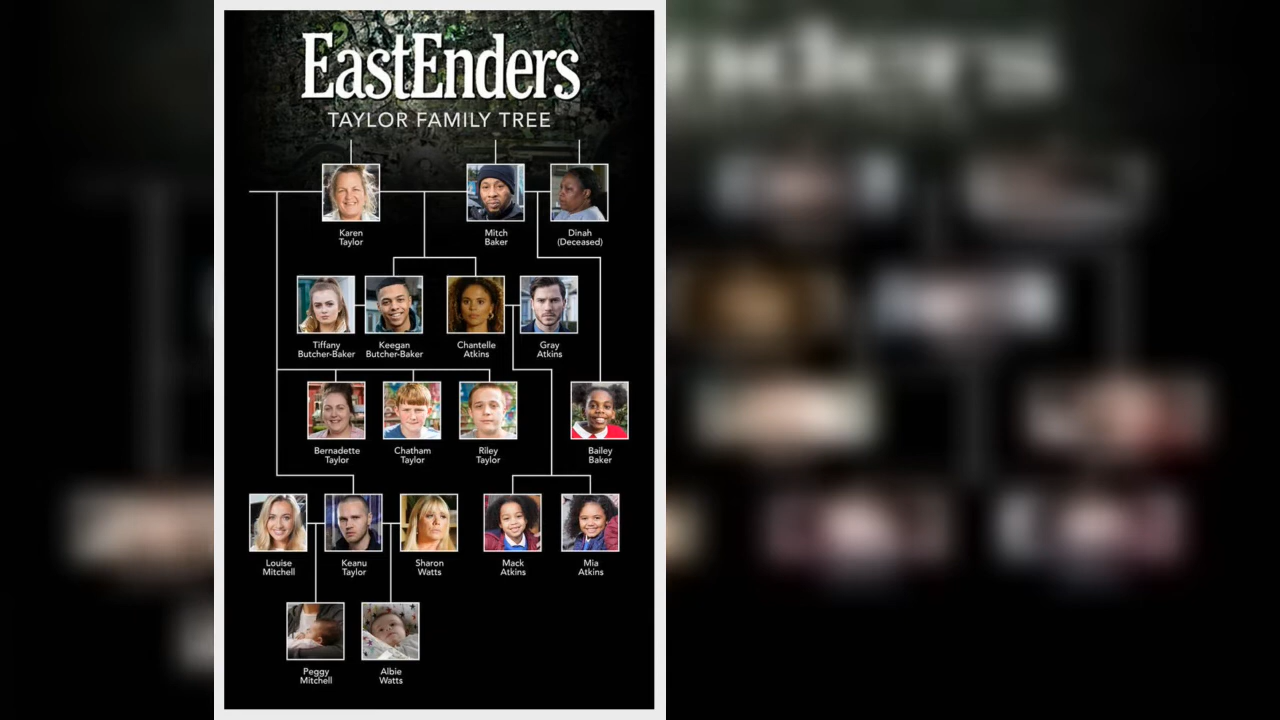 EastEnders
TAYLOR FAMILY TREE
Karen
Taylor
Mitch
Baker
Dinah
(Deceased)
Tiffany
Butcher-Baker
Keegan
Butcher-Baker
Chantelle
Atkins
Gray
Atkins
Bernadette
Taylor
Chatham
Taylor
Riley
Taylor
Bailey
Baker
Louise
Mitchell
Keanu
Taylor
Sharon
Watts
Mack
Atkins
Mia
Atkins
Peggy
Mitchell
Albie
Watts